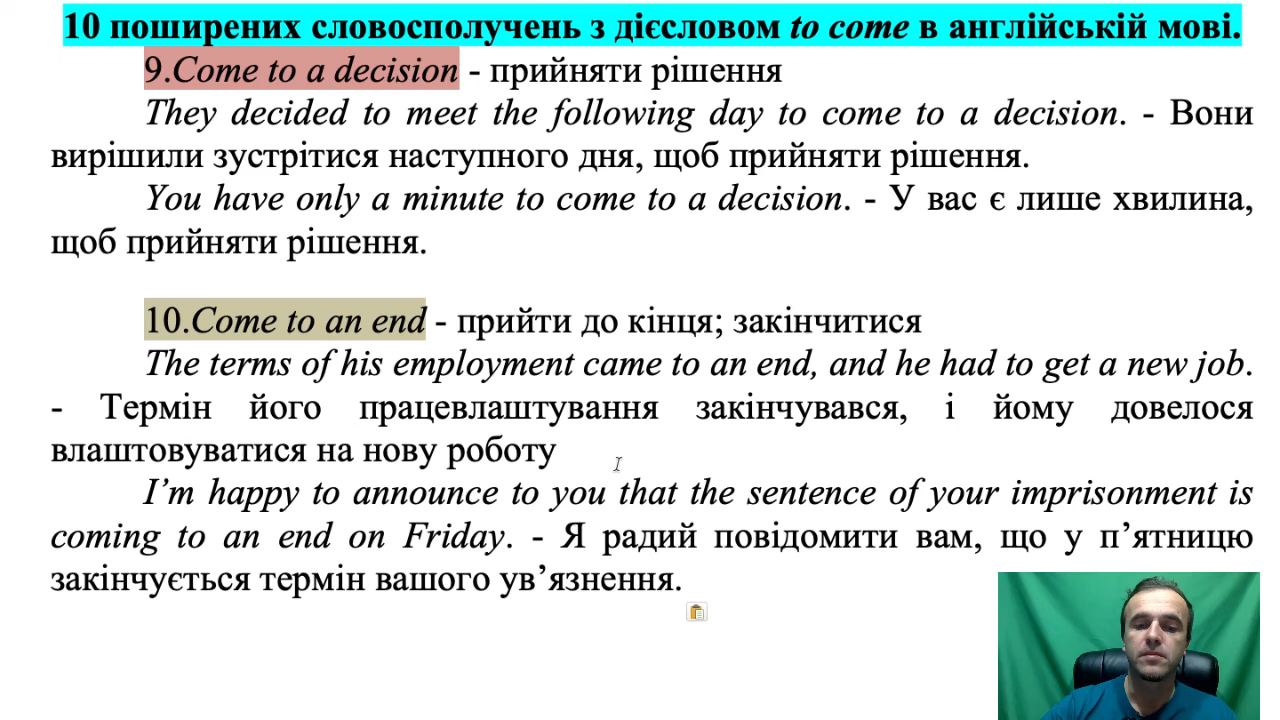 10 поширених словосполучень з дієсловом to come в англійській мові.
9.Come to a decision - прийняти рішення
They decided to meet the following day to come to a decision. - Вони
вирішили зустрітися наступного дня, щоб прийняти рішення.
You have only a minute to come to a decision. - У вас є лише хвилина,
щоб прийняти рішення.
10.Come to an end - прийти до кінця; закінчитися
The terms of his employment came to an end, and he had to get a new job.
- Термін його працевлаштування закінчувався, і йому довелося
влаштовуватися на нову роботу
I’m happy to announce to you that the sentence of your imprisonment is
coming to an end on Friday. - Я радий повідомити вам, що у п’ятницю
закінчується термін вашого ув’язнення.